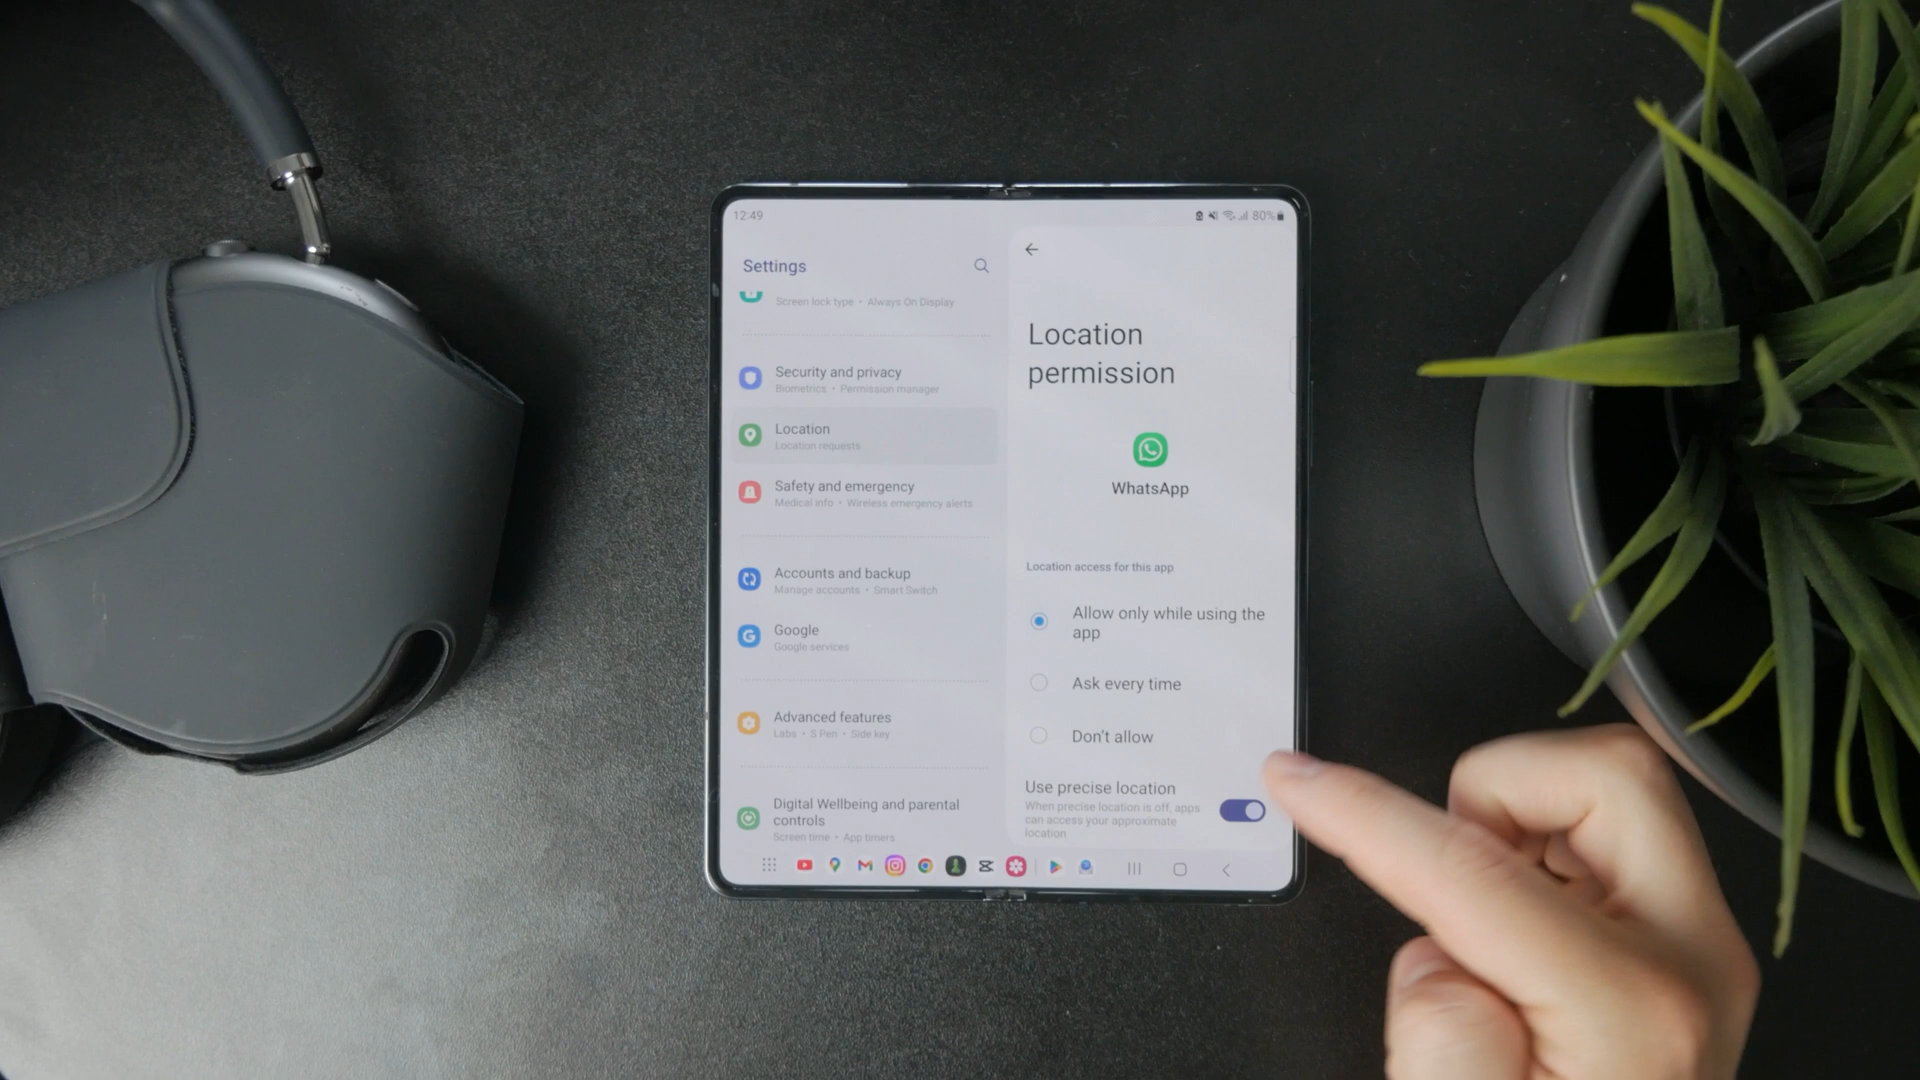 12:49
80%
Settings
Screen lock type • Always On Display
Security and privacy
Biometrics • Permission manager
Location
Location requests
Safety and emergency
Medical info • Wireless emergency alerts
Accounts and backup
Manage accounts • Smart Switch
Google
Google services
Advanced features
Labs • S Pen • Side key
Digital Wellbeing and parental
controls
Screen time • App timers
Location
permission
WhatsApp
Location access for this app
Allow only while using the
app
Ask every time
Don't allow
Use precise location
When precise location is off, apps
can access your approximate
location